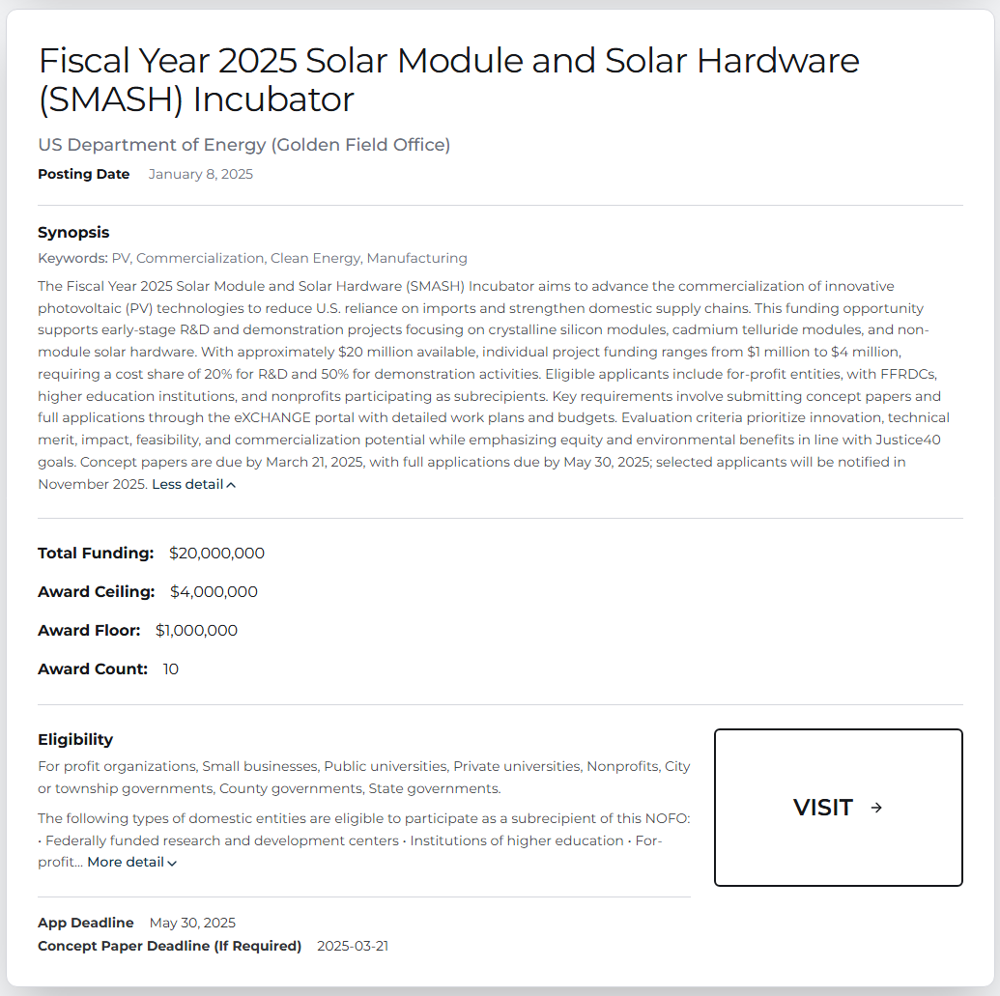 Fiscal Year 2025 Solar Module and Solar Hardware
(SMASH) Incubator
US Department of Energy (Golden Field Office)
Posting Date January 8, 2025
Synopsis
Keywords: PV, Commercialization, Clean Energy, Manufacturing
The Fiscal Year 2025 Solar Module and Solar Hardware (SMASH) Incubator aims to advance the commercialization of innovative
photovoltaic (PV) technologies to reduce U.S. reliance on imports and strengthen domestic supply chains. This funding opportunity
supports early-stage R&D and demonstration projects focusing on crystalline silicon modules, cadmium telluride modules, and non-
module solar hardware. With approximately $20 million available, individual project funding ranges from $1 million to $4 million,
requiring a cost share of 20% for R&D and 50% for demonstration activities. Eligible applicants include for-profit entities, with FFRDCs,
higher education institutions, and nonprofits participating as subrecipients. Key requirements involve submitting concept papers and
full applications through the eXCHANGE portal with detailed work plans and budgets. Evaluation criteria prioritize innovation, technical
merit, impact, feasibility, and commercialization potential while emphasizing equity and environmental benefits in line with Justice40
goals. Concept papers are due by March 21, 2025, with full applications due by May 30, 2025; selected applicants will be notified in
November 2025. Less detail
Total Funding: $20,000,000
Award Ceiling: $4,000,000
Award Floor: $1,000,000
Award Count: 10
Eligibility
For profit organizations, Small businesses, Public universities, Private universities, Nonprofits, City
or township governments, County governments, State governments.
The following types of domestic entities are eligible to participate as a subrecipient of this NOFO:
• Federally funded research and development centers • Institutions of higher education • For-
profit... More detail
VISIT →
App Deadline May 30, 2025
Concept Paper Deadline (If Required) 2025-03-21